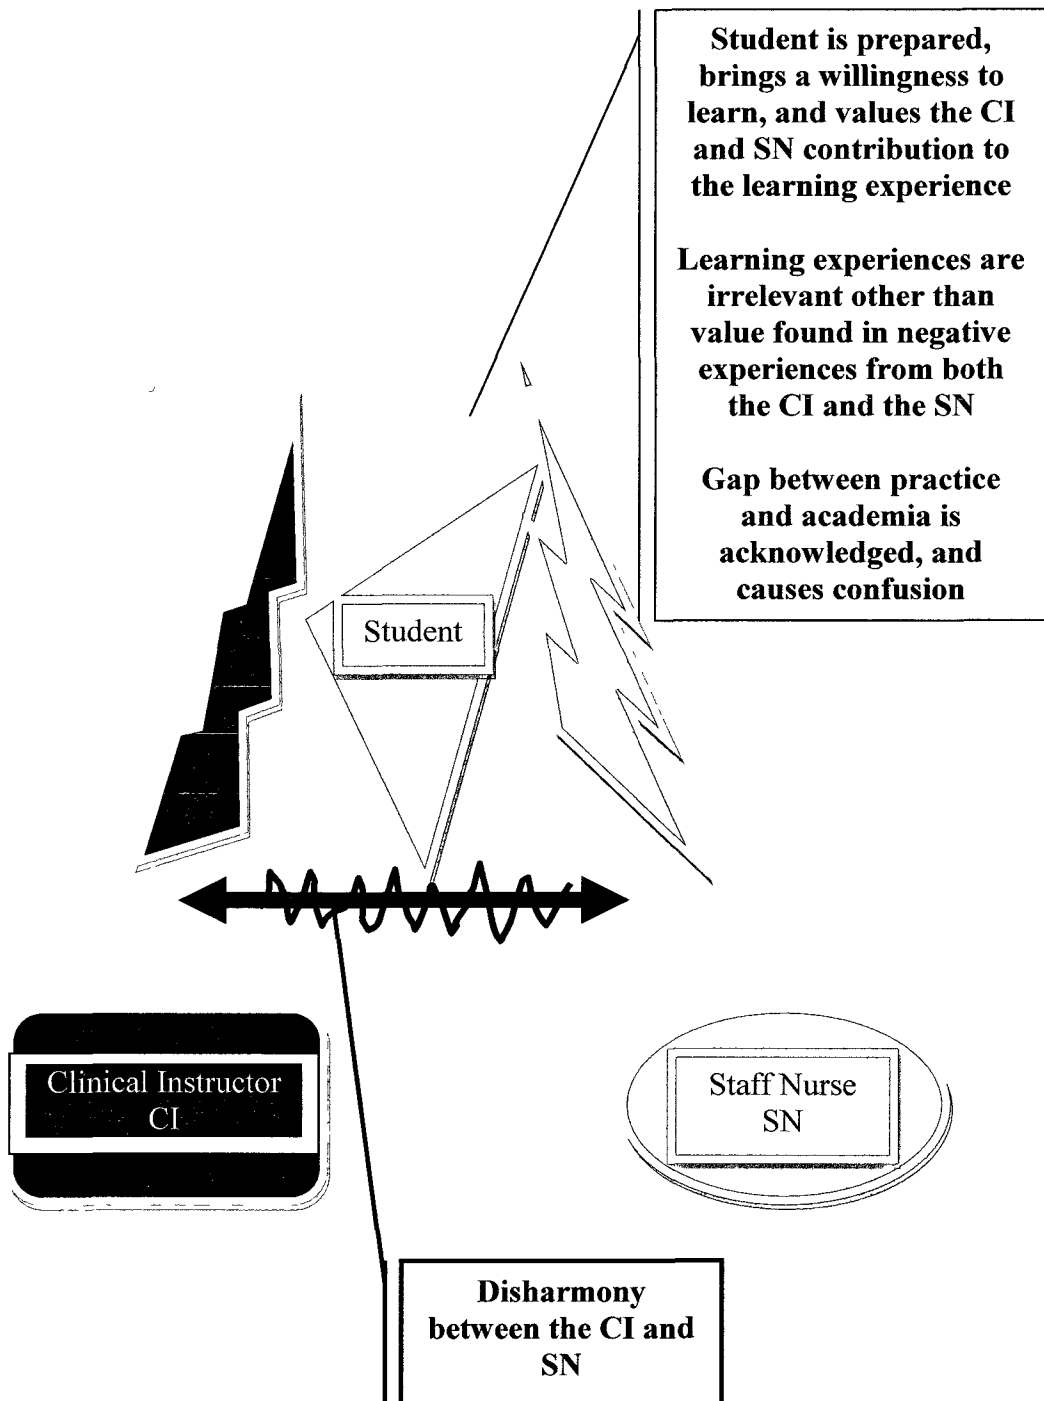 Student is prepared,
brings a willingness to
learn, and values the CI
and SN contribution to
the learning experience
Learning experiences are
irrelevant other than
value found in negative
experiences from both
the CI and the SN
Gap between practice
and academia is
acknowledged, and
causes confusion
Student
Clinical Instructor
CI
Staff Nurse
SN
Disharmony
between the CI and
SN